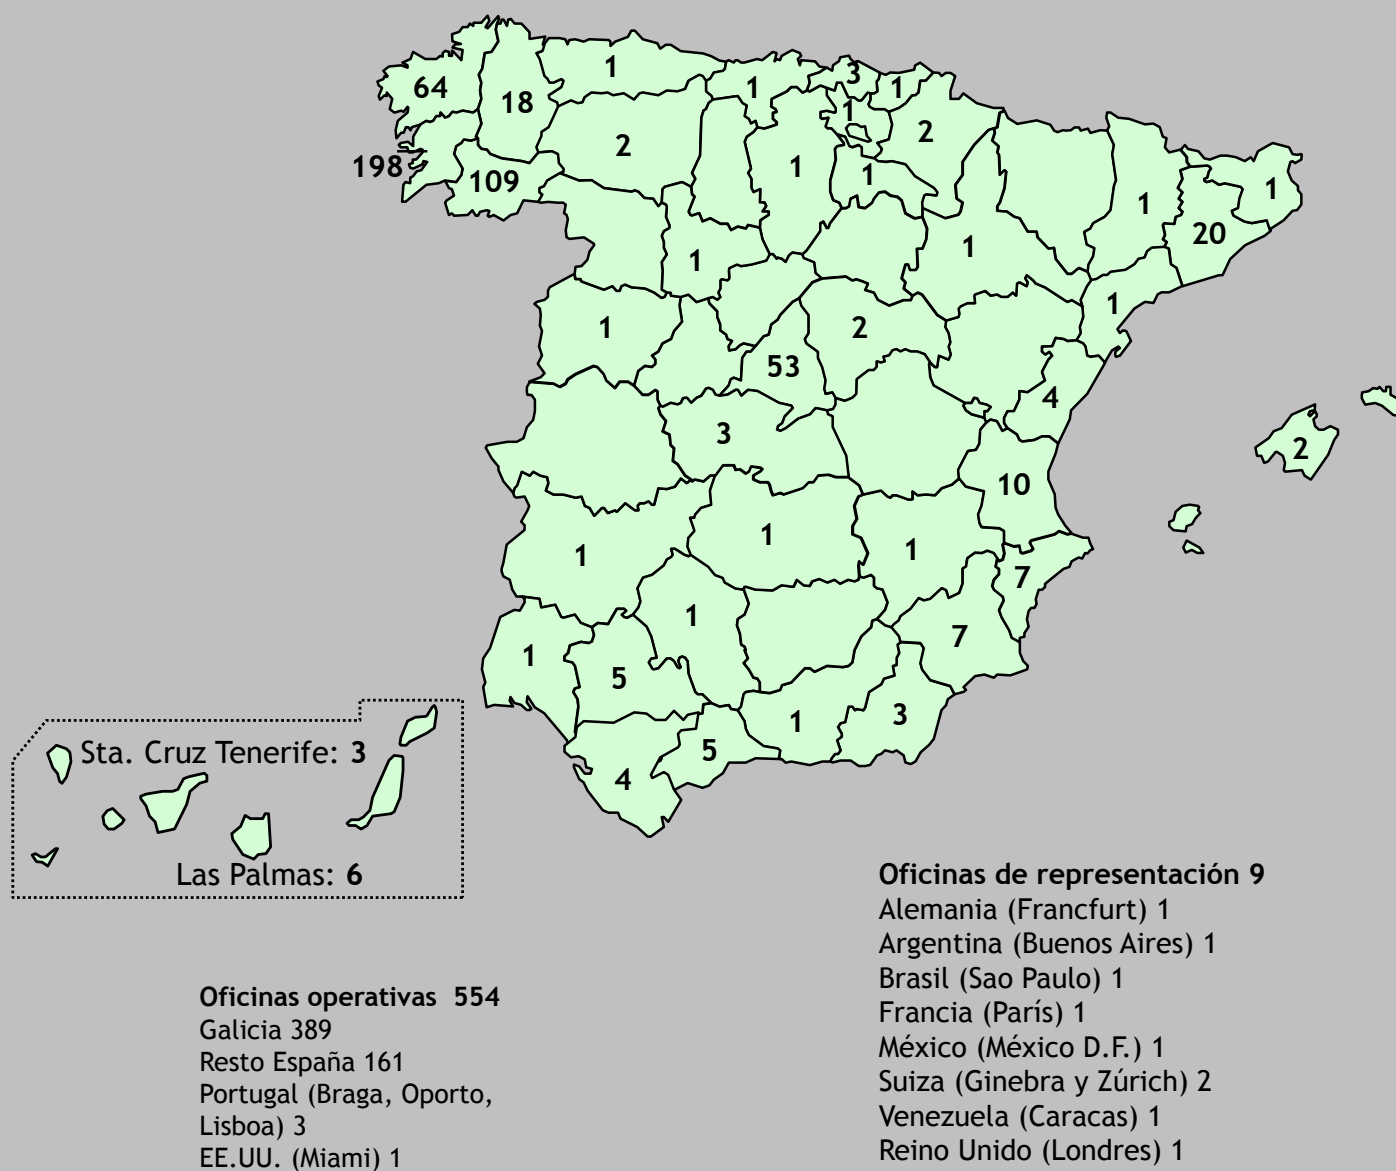 1
64
1
3
1
18
1
2
2
1
198
109
1
1
1
20
1
1
1
1
1
2
53
4
3
2
10
1
1
1
7
1
7
1
5
3
1
5
4
Sta. Cruz Tenerife: 3
Las Palmas: 6
Oficinas operativas 554
Galicia 389
Resto España 161
Portugal (Braga, Oporto,
Lisboa) 3
EE.UU. (Miami) 1
Oficinas de representación 9
Alemania (Francfurt) 1
Argentina (Buenos Aires) 1
Brasil (Sao Paulo) 1
Francia (París) 1
México (México D.F.) 1
Suiza (Ginebra y Zúrich) 2
Venezuela (Caracas) 1
Reino Unido (Londres) 1